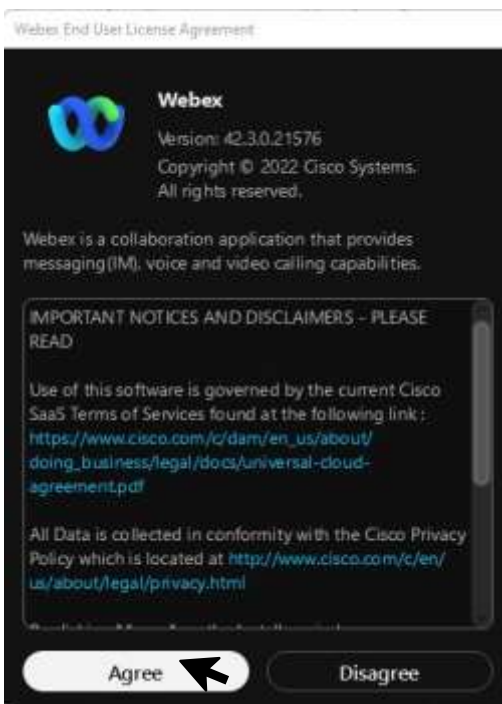 Webex End User License Agreement
Webex
Version: 42.3.0.21576
Copyright © 2022 Cisco Systems.
All rights reserved.
Webex is a collaboration application that provides
messaging(IM), voice and video calling capabilities.
IMPORTANT NOTICES AND DISCLAIMERS - PLEASE
READ
Use of this software is governed by the current Cisco
SaaS Terms of Services found at the following link :
https://www.cisco.com/c/dam/en_us/about/
doing_business/legal/docs/universal-cloud-
agreement.pdf
All Data is collected in conformity with the Cisco Privacy
Policy which is located at http://www.cisco.com/c/en/
us/about/legal/privacy.html
Agree
Disagree